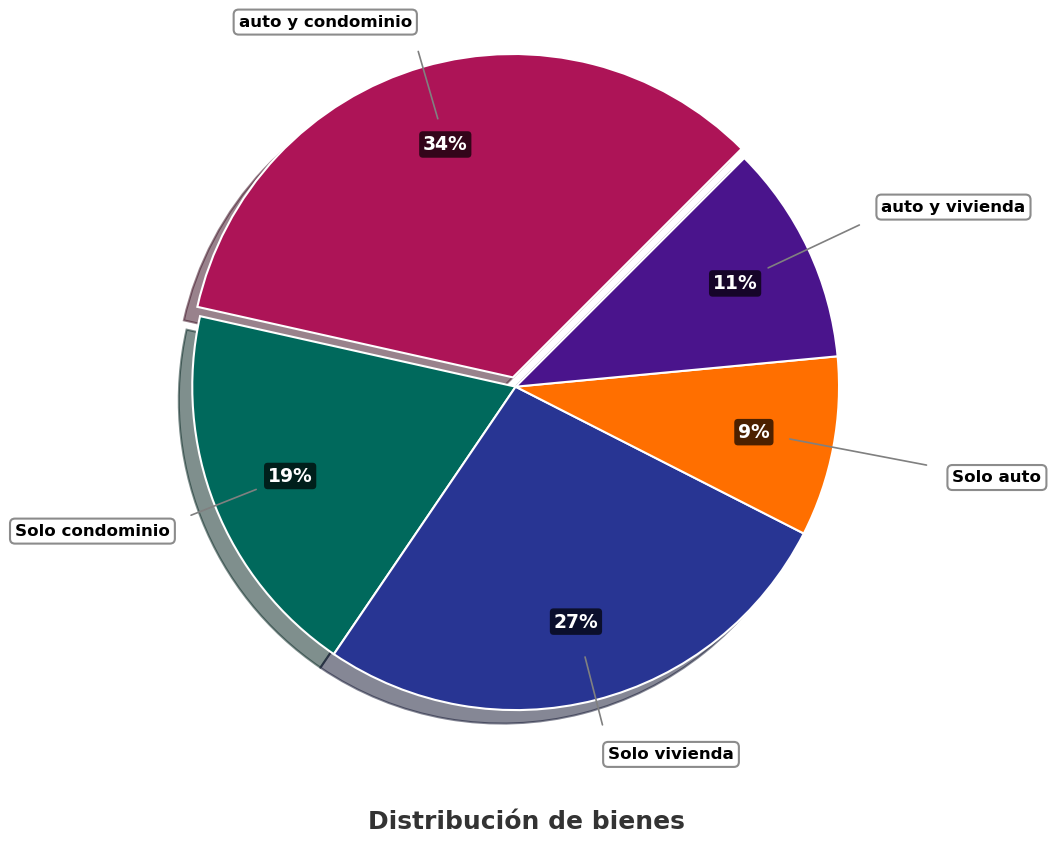 auto y condominio
34%
auto y vivienda
11%
9%
Solo auto
19%
Solo condominio
27%
Solo vivienda
Distribución de bienes